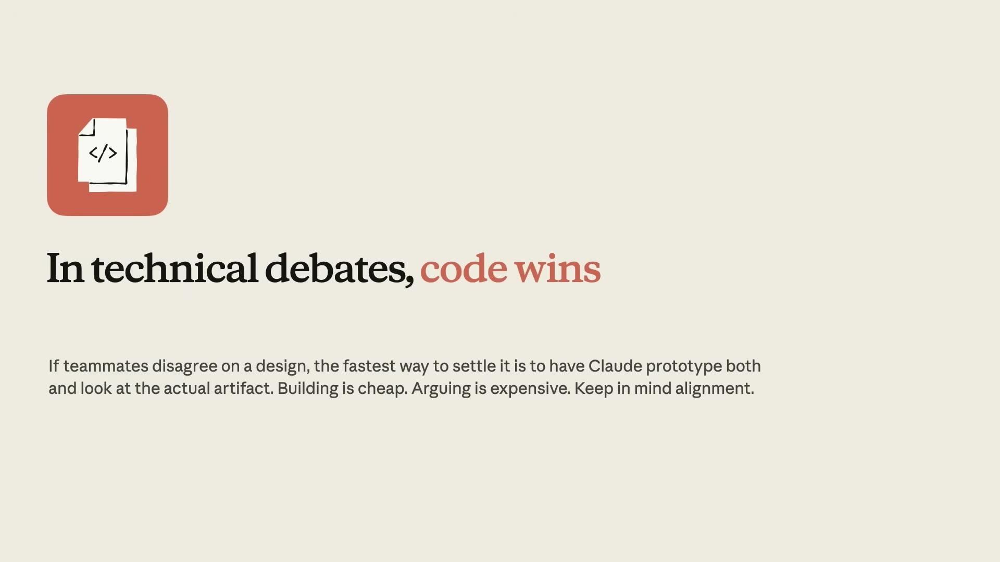 </>
In technical debates, code wins
If teammates disagree on a design, the fastest way to settle it is to have Claude prototype both
and look at the actual artifact. Building is cheap. Arguing is expensive. Keep in mind alignment.